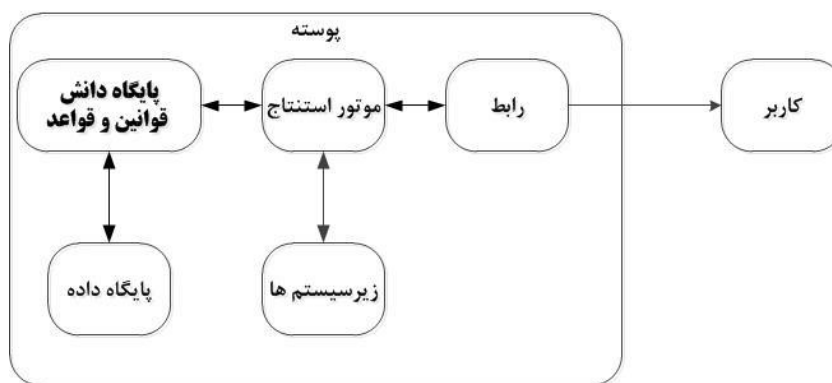 پوسته
کاربر
رابط
موتور استنتاج
پایگاه دانش
قوانین و قواعد
زیرسیستم ها
پایگاه داده